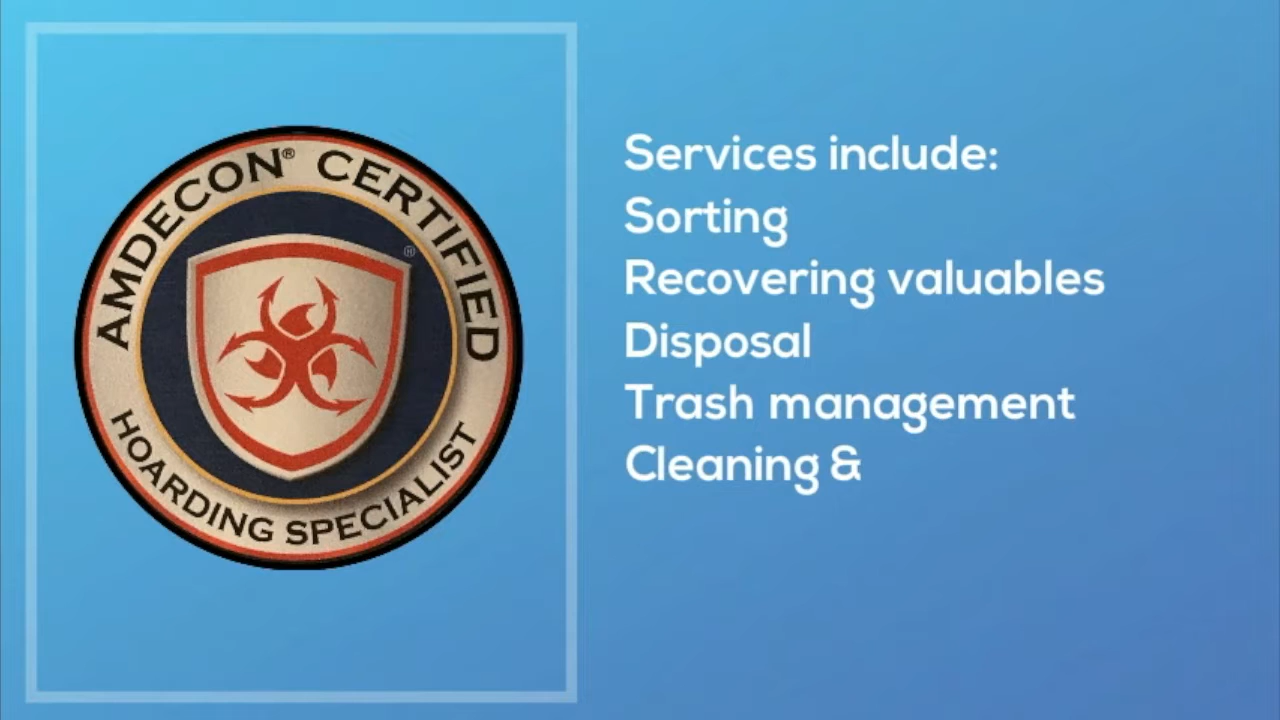 AMDECON® CERTIFIED
®
HOARDING SPECIALIST
Services include:
Sorting
Recovering valuables
Disposal
Trash management
Cleaning &